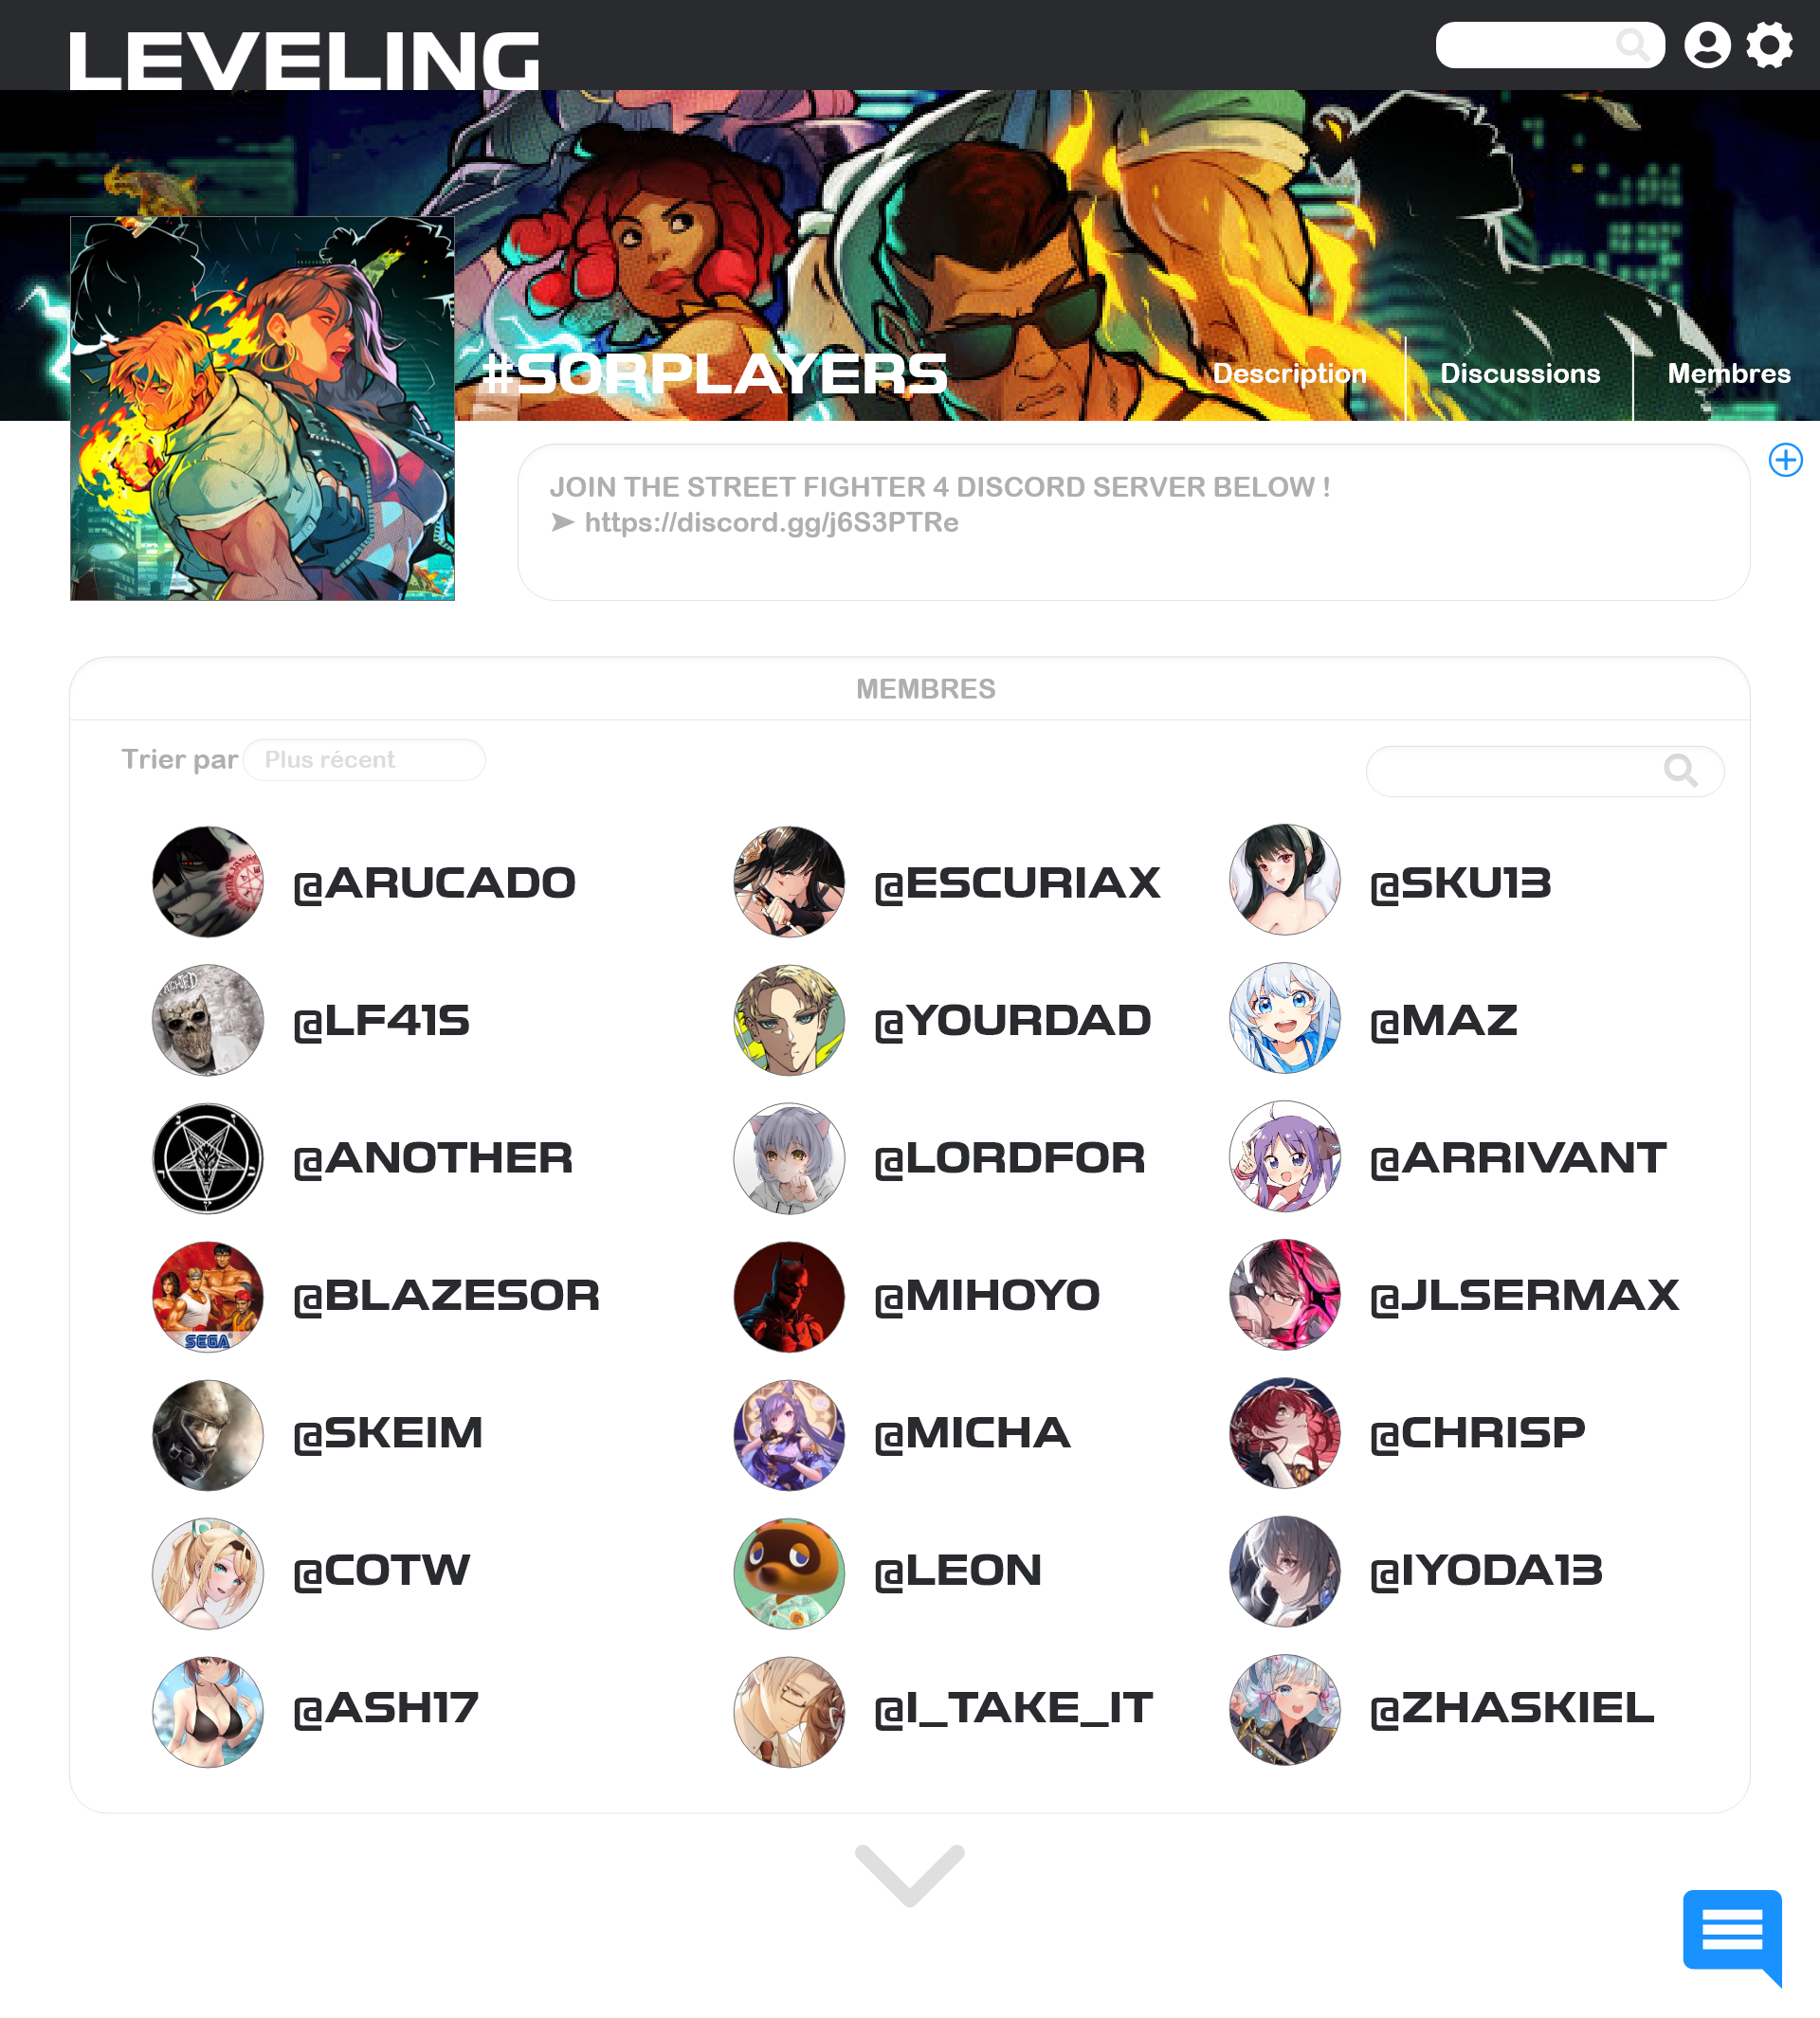 LEVELING
#SORPLAYERS
Description
Discussions
Membres
JOIN THE STREET FIGHTER 4 DISCORD SERVER BELOW !
➤ https://discord.gg/j6S3PTRe
MEMBRES
Trier par
Plus récent
@ARUCADO
@ESCURIAX
@SKU13
@LF41S
@YOURDAD
@MAZ
@ANOTHER
@LORDFOR
@ARRIVANT
@BLAZESOR
SEGA
@MIHOYO
@JLSERMAX
@SKEIM
@MICHA
@CHRISP
@COTW
@LEON
@IYODA13
@ASH17
@I_TAKE_IT
@ZHASKIEL